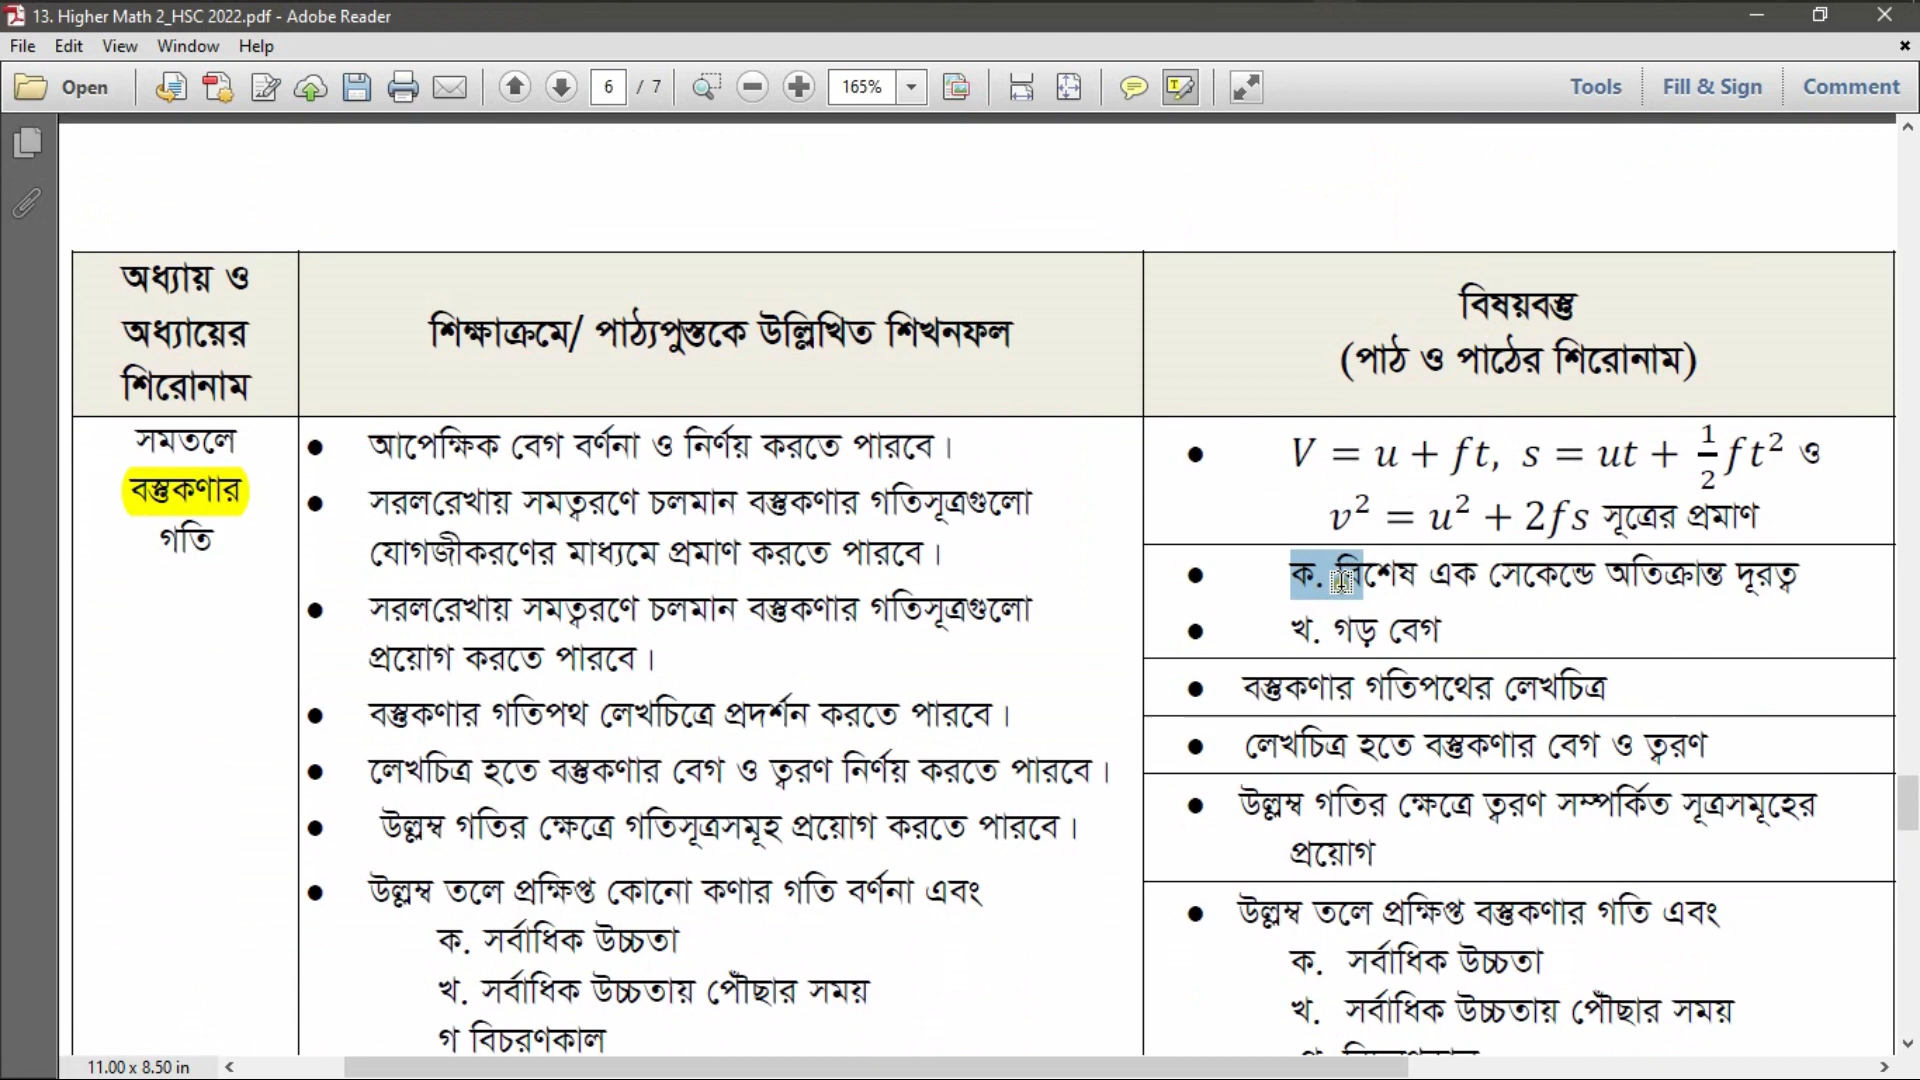 13. Higher Math 2_HSC 2022.pdf - Adobe Reader
File Edit View Window Help
Open 6 / 7 165% Tools Fill & Sign Comment
অধ্যায় ও
অধ্যায়ের
শিরোনাম
শিক্ষাক্রমে/ পাঠ্যপুস্তকে উল্লিখিত শিখনফল
বিষয়বস্তু
(পাঠ ও পাঠের শিরোনাম)
সমতলে
বস্তুকণার
গতি
● আপেক্ষিক বেগ বর্ণনা ও নির্ণয় করতে পারবে।
● সরলরেখায় সমত্বরণে চলমান বস্তুকণার গতিসূত্রগুলো
যোগজীকরণের মাধ্যমে প্রমাণ করতে পারবে।
● সরলরেখায় সমত্বরণে চলমান বস্তুকণার গতিসূত্রগুলো
প্রয়োগ করতে পারবে।
● বস্তুকণার গতিপথ লেখচিত্রে প্রদর্শন করতে পারবে।
● লেখচিত্র হতে বস্তুকণার বেগ ও ত্বরণ নির্ণয় করতে পারবে।
● উল্লম্ব গতির ক্ষেত্রে গতিসূত্রসমূহ প্রয়োগ করতে পারবে।
● উল্লম্ব তলে প্রক্ষিপ্ত কোনো কণার গতি বর্ণনা এবং
ক. সর্বাধিক উচ্চতা
খ. সর্বাধিক উচ্চতায় পৌঁছার সময়
গ বিচরণকাল
● V = u + ft, s = ut + 1/2 ft² ও
v² = u² + 2fs সূত্রের প্রমাণ
● ক. বিশেষ এক সেকেন্ডে অতিক্রান্ত দূরত্ব
● খ. গড় বেগ
● বস্তুকণার গতিপথের লেখচিত্র
● লেখচিত্র হতে বস্তুকণার বেগ ও ত্বরণ
● উল্লম্ব গতির ক্ষেত্রে ত্বরণ সম্পর্কিত সূত্রসমূহের
প্রয়োগ
● উল্লম্ব তলে প্রক্ষিপ্ত বস্তুকণার গতি এবং
ক. সর্বাধিক উচ্চতা
খ. সর্বাধিক উচ্চতায় পৌঁছার সময়
11.00 x 8.50 in